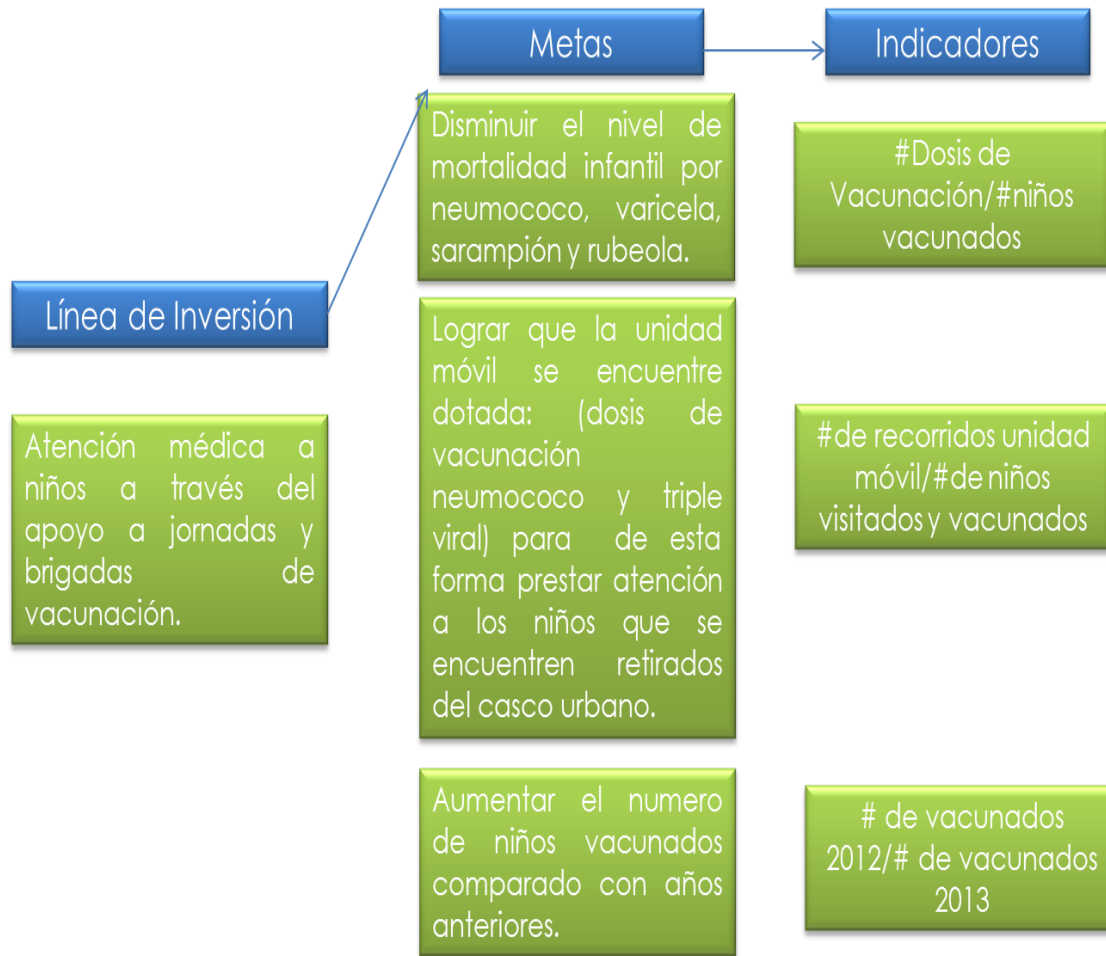 Línea de Inversión
Atención médica a
niños a través del
apoyo a jornadas y
brigadas de
vacunación.
Metas
Disminuir el nivel de
mortalidad infantil por
neumococo, varicela,
sarampión y rubeola.
Lograr que la unidad
móvil se encuentre
dotada: (dosis de
vacunación
neumococo y triple
viral) para de esta
forma prestar atención
a los niños que se
encuentren retirados
del casco urbano.
Aumentar el numero
de niños vacunados
comparado con años
anteriores.
Indicadores
#Dosis de
Vacunación/#niños
vacunados
#de recorridos unidad
móvil/#de niños
visitados y vacunados
# de vacunados
2012/# de vacunados
2013